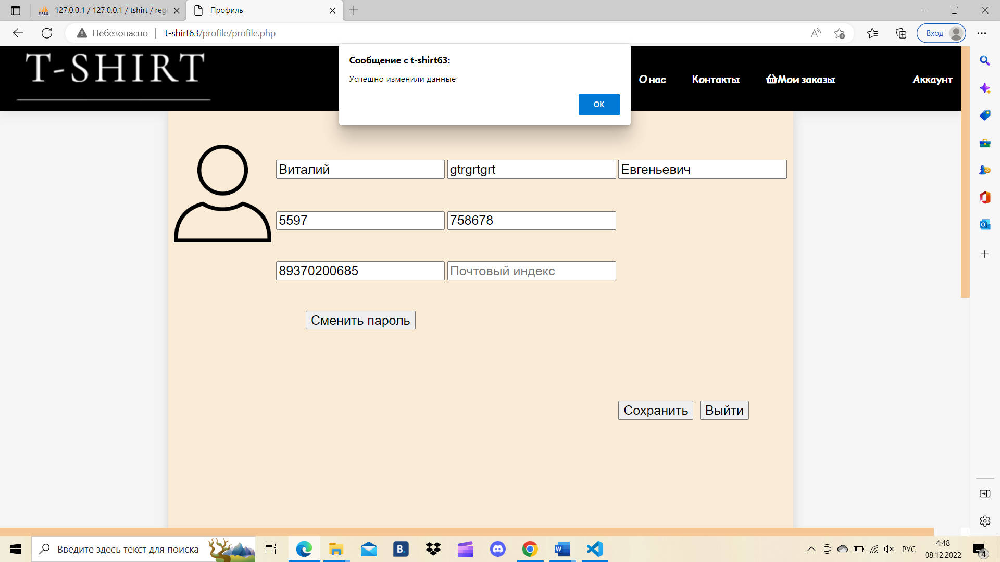 127.0.0.1 / 127.0.0.1 / tshirt / reg
Профиль
Небезопасно
t-shirt63/profile/profile.php
Вход
T-SHIRT
Сообщение с t-shirt63:
Успешно изменили данные
ОК
О нас
Контакты
Мои заказы
Аккаунт
Виталий
gtrgrtgrt
Евгеньевич
5597
758678
89370200685
Почтовый индекс
Сменить пароль
Сохранить
Выйти
Введите здесь текст для поиска
РУС
4:48
08.12.2022
4